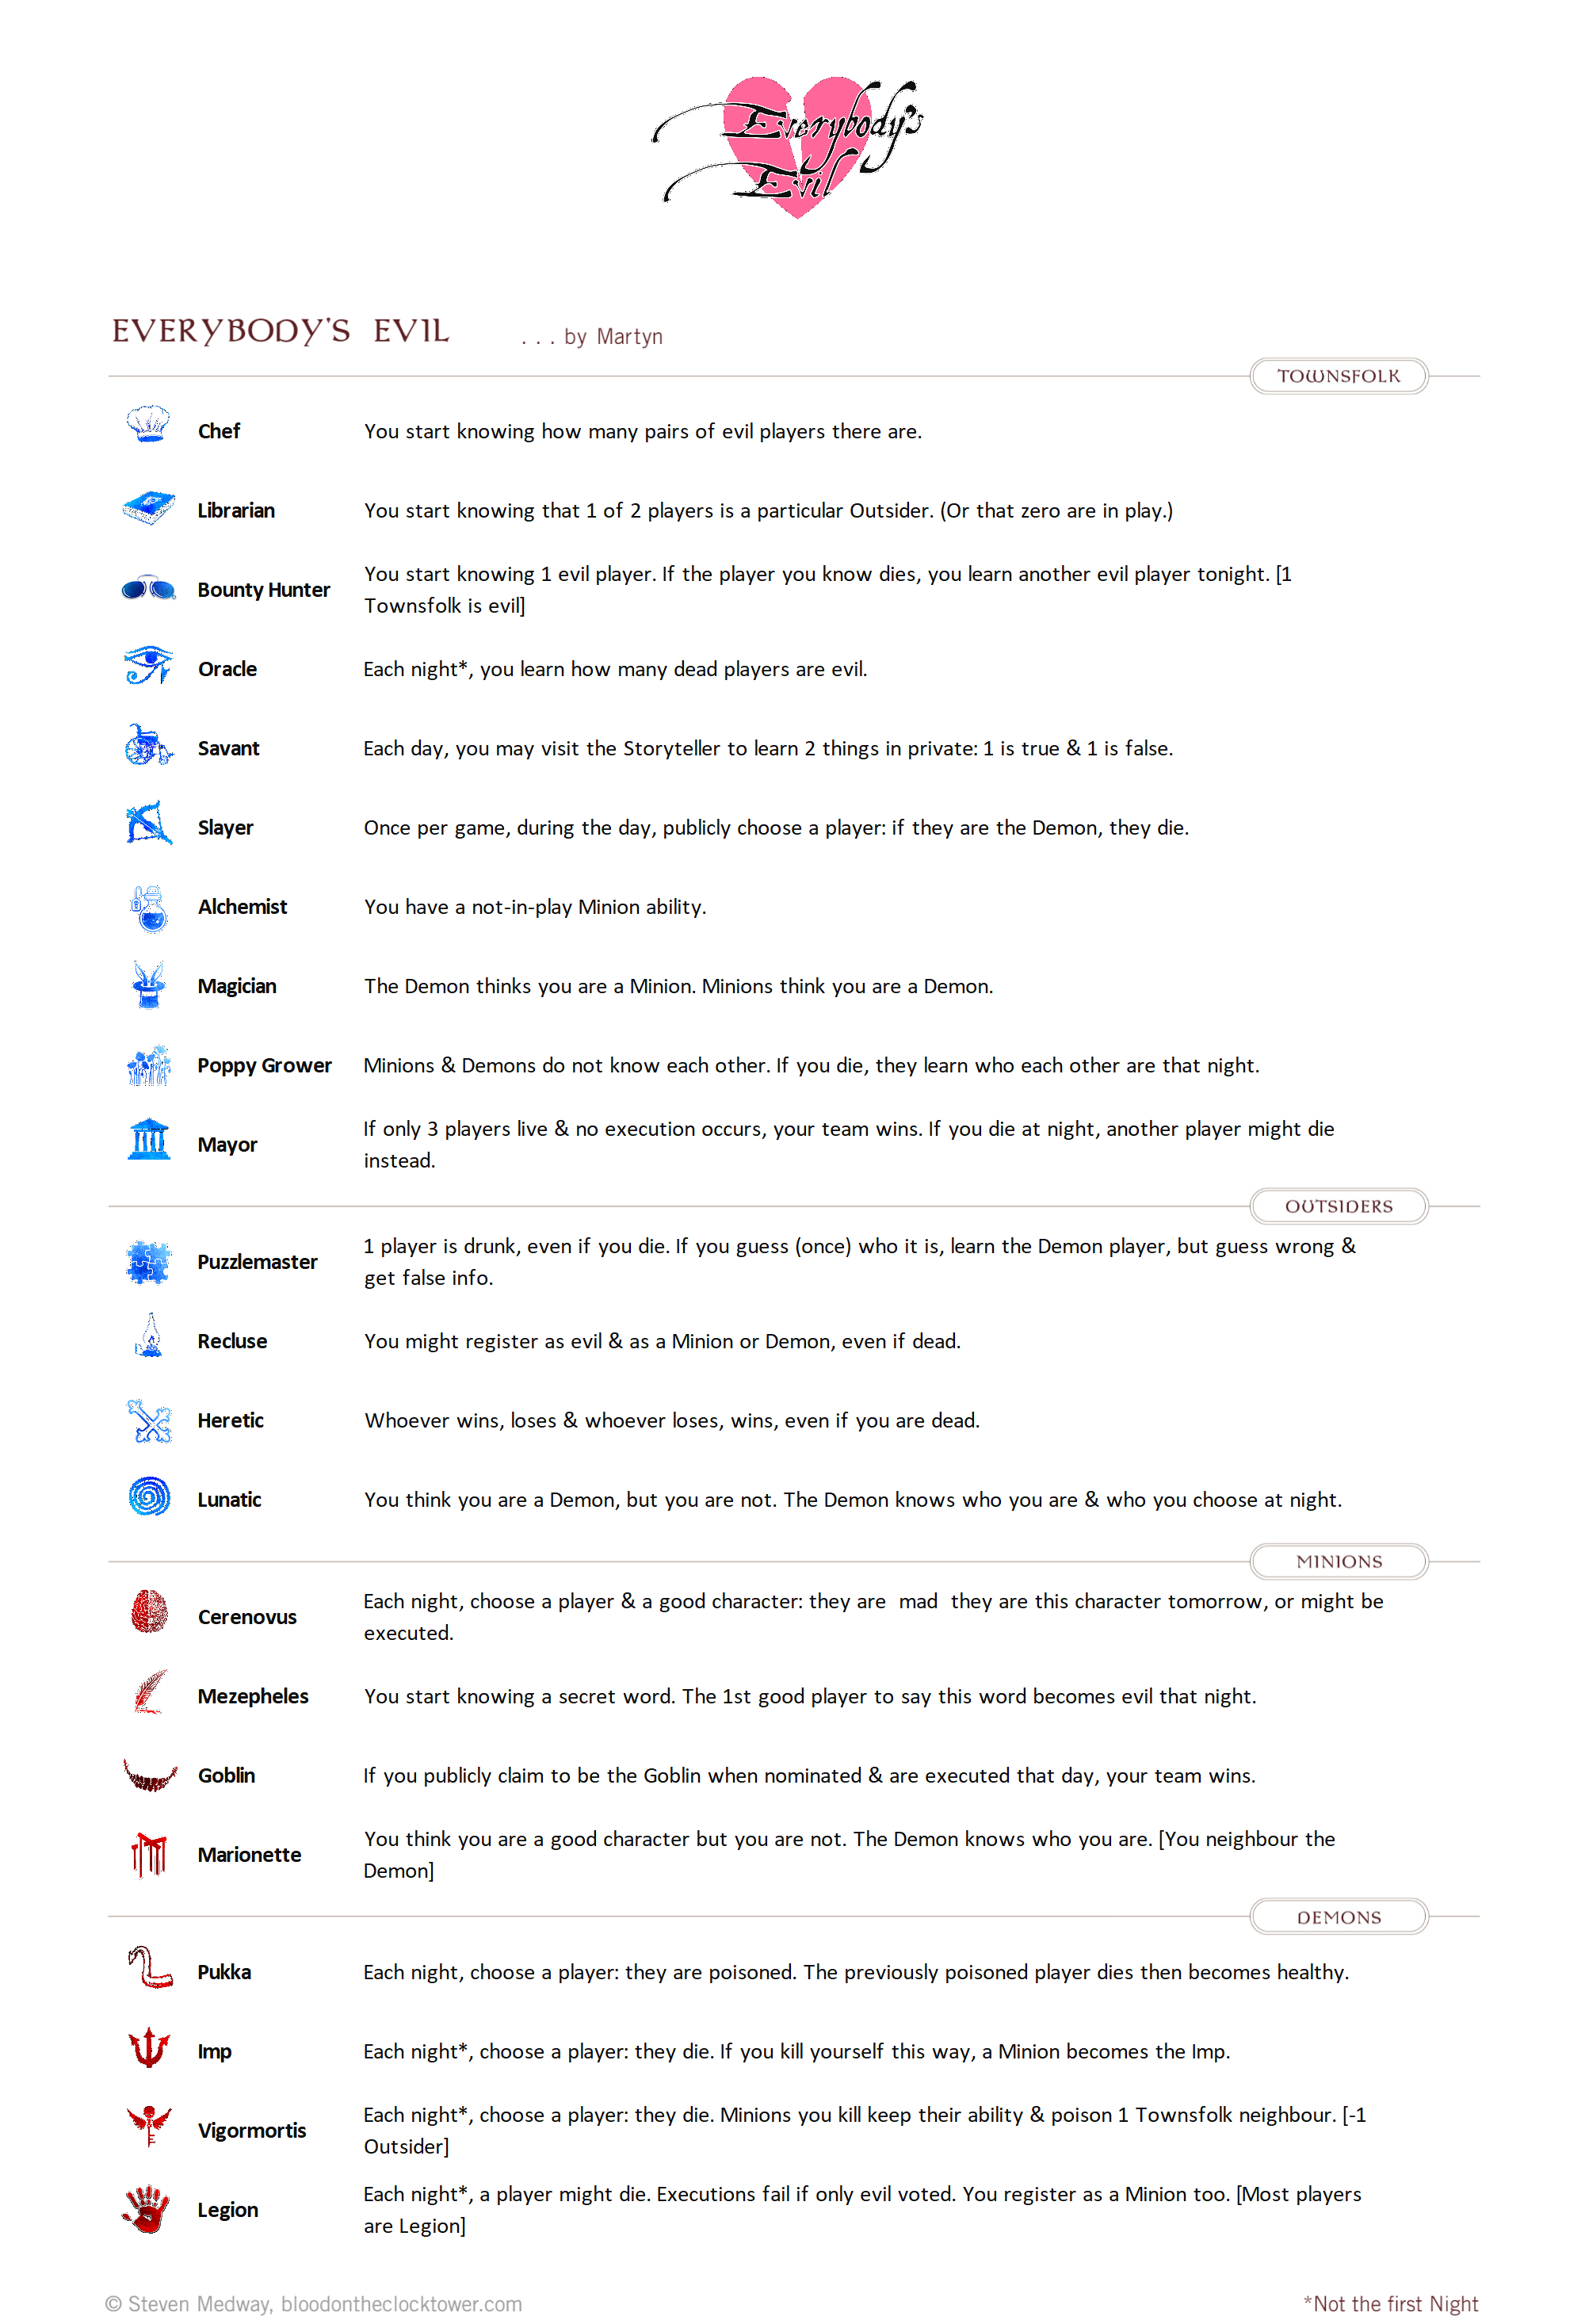 Everybody's
Evil
EVERYBODY'S EVIL
. . . by Martyn
TOWNSFOLK
Chef
You start knowing how many pairs of evil players there are.
Librarian
You start knowing that 1 of 2 players is a particular Outsider. (Or that zero are in play.)
Bounty Hunter
You start knowing 1 evil player. If the player you know dies, you learn another evil player tonight. [1
Townsfolk is evil]
Oracle
Each night*, you learn how many dead players are evil.
Savant
Each day, you may visit the Storyteller to learn 2 things in private: 1 is true & 1 is false.
Slayer
Once per game, during the day, publicly choose a player: if they are the Demon, they die.
Alchemist
You have a not-in-play Minion ability.
Magician
The Demon thinks you are a Minion. Minions think you are a Demon.
Poppy Grower
Minions & Demons do not know each other. If you die, they learn who each other are that night.
Mayor
If only 3 players live & no execution occurs, your team wins. If you die at night, another player might die
instead.
OUTSIDERS
Puzzlemaster
1 player is drunk, even if you die. If you guess (once) who it is, learn the Demon player, but guess wrong &
get false info.
Recluse
You might register as evil & as a Minion or Demon, even if dead.
Heretic
Whoever wins, loses & whoever loses, wins, even if you are dead.
Lunatic
You think you are a Demon, but you are not. The Demon knows who you are & who you choose at night.
MINIONS
Cerenovus
Each night, choose a player & a good character: they are  mad  they are this character tomorrow, or might be
executed.
Mezepheles
You start knowing a secret word. The 1st good player to say this word becomes evil that night.
Goblin
If you publicly claim to be the Goblin when nominated & are executed that day, your team wins.
Marionette
You think you are a good character but you are not. The Demon knows who you are. [You neighbour the
Demon]
DEMONS
Pukka
Each night, choose a player: they are poisoned. The previously poisoned player dies then becomes healthy.
Imp
Each night*, choose a player: they die. If you kill yourself this way, a Minion becomes the Imp.
Vigormortis
Each night*, choose a player: they die. Minions you kill keep their ability & poison 1 Townsfolk neighbour. [-1
Outsider]
Legion
Each night*, a player might die. Executions fail if only evil voted. You register as a Minion too. [Most players
are Legion]
© Steven Medway, bloodontheclocktower.com
*Not the first Night